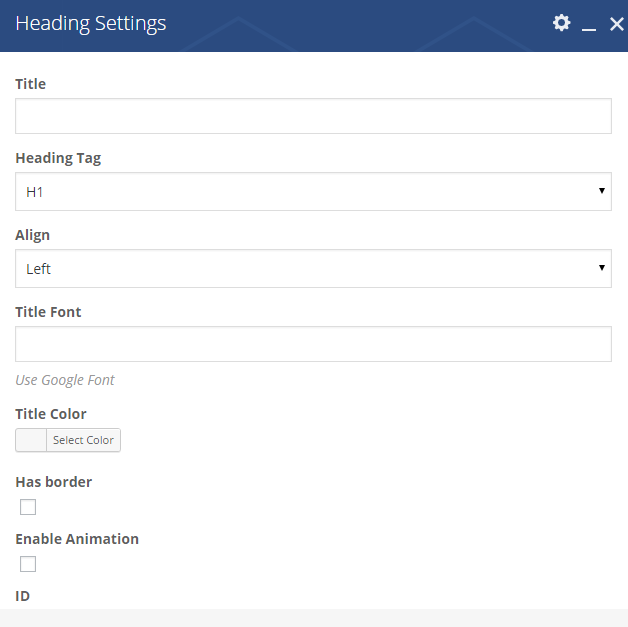 Heading Settings
Title
Heading Tag
H1
Align
Left
Title Font
Use Google Font
Title Color
Select Color
Has border
Enable Animation
ID